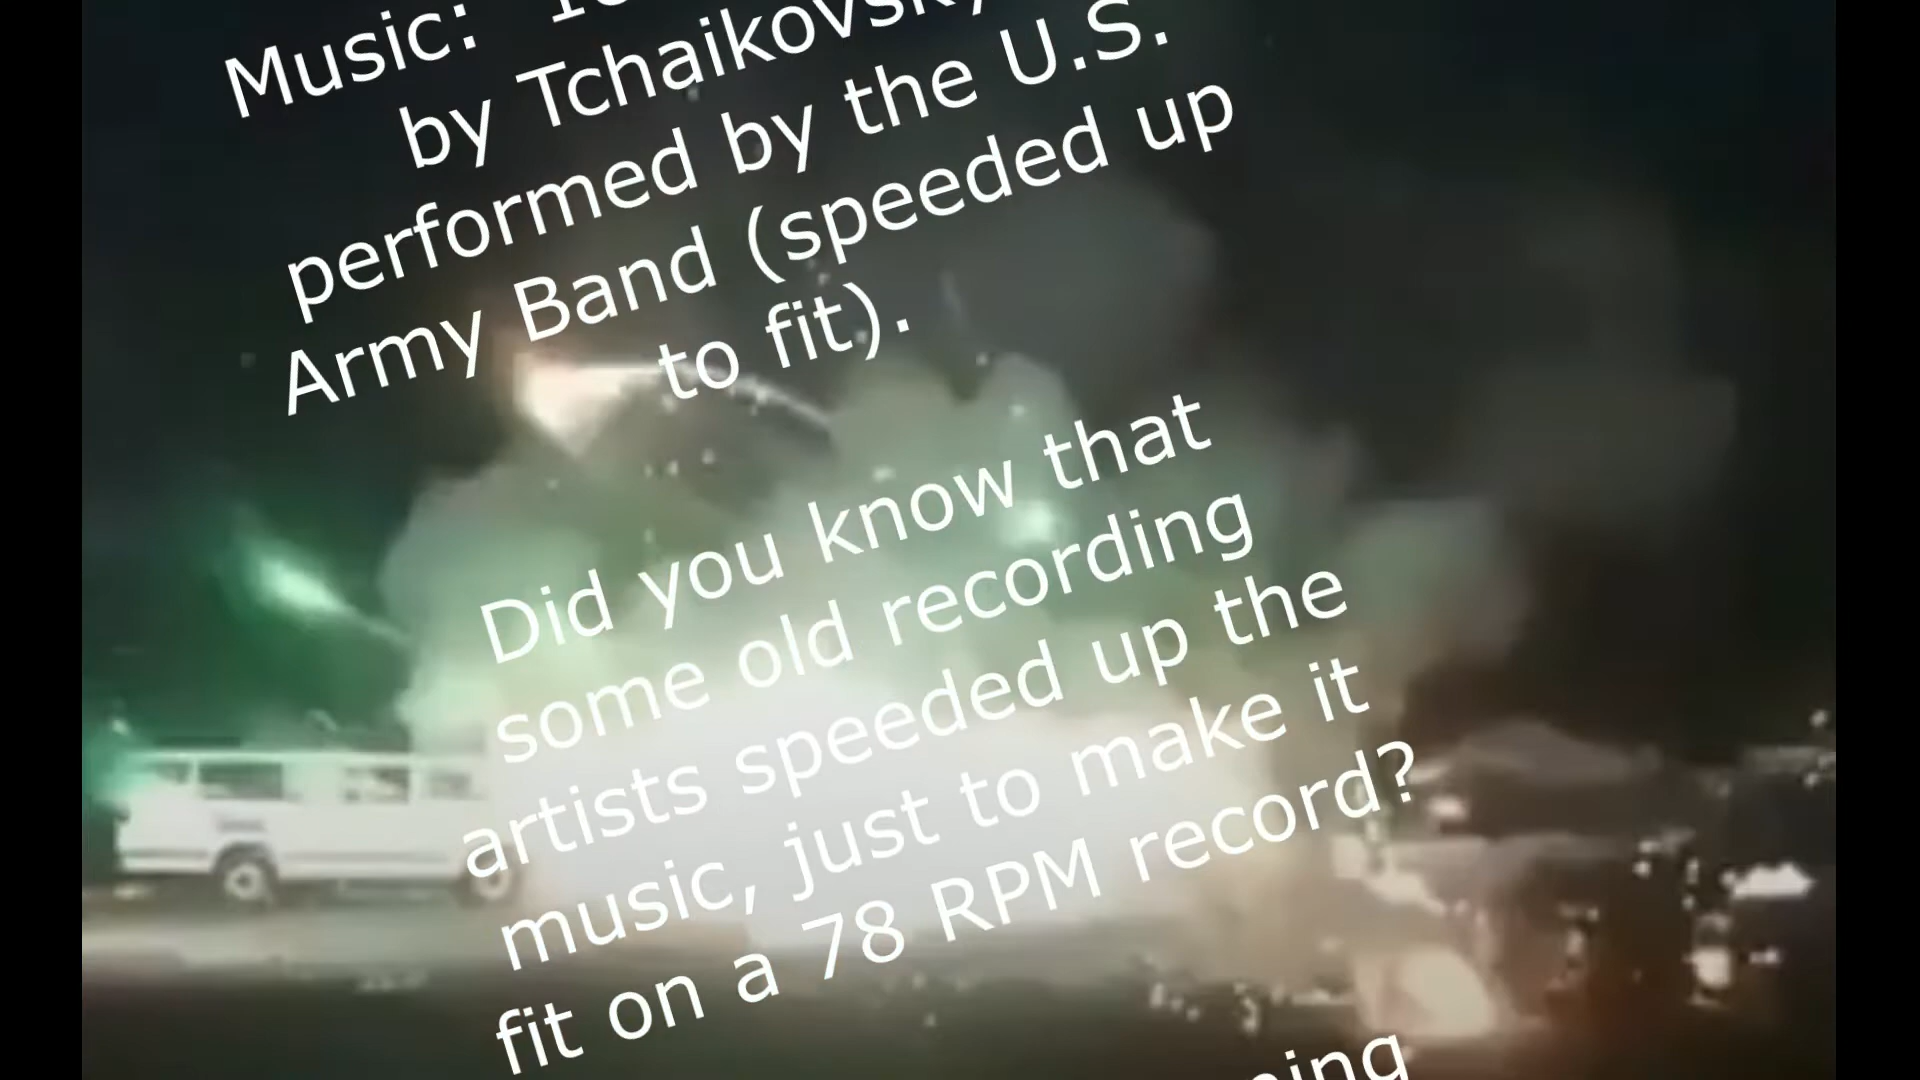 Music:
by Tchaikovsky
performed by the U.S.
Army Band (speeded up
to fit).
Did you know that
some old recording
artists speeded up the
music, just to make it
fit on a 78 RPM record?